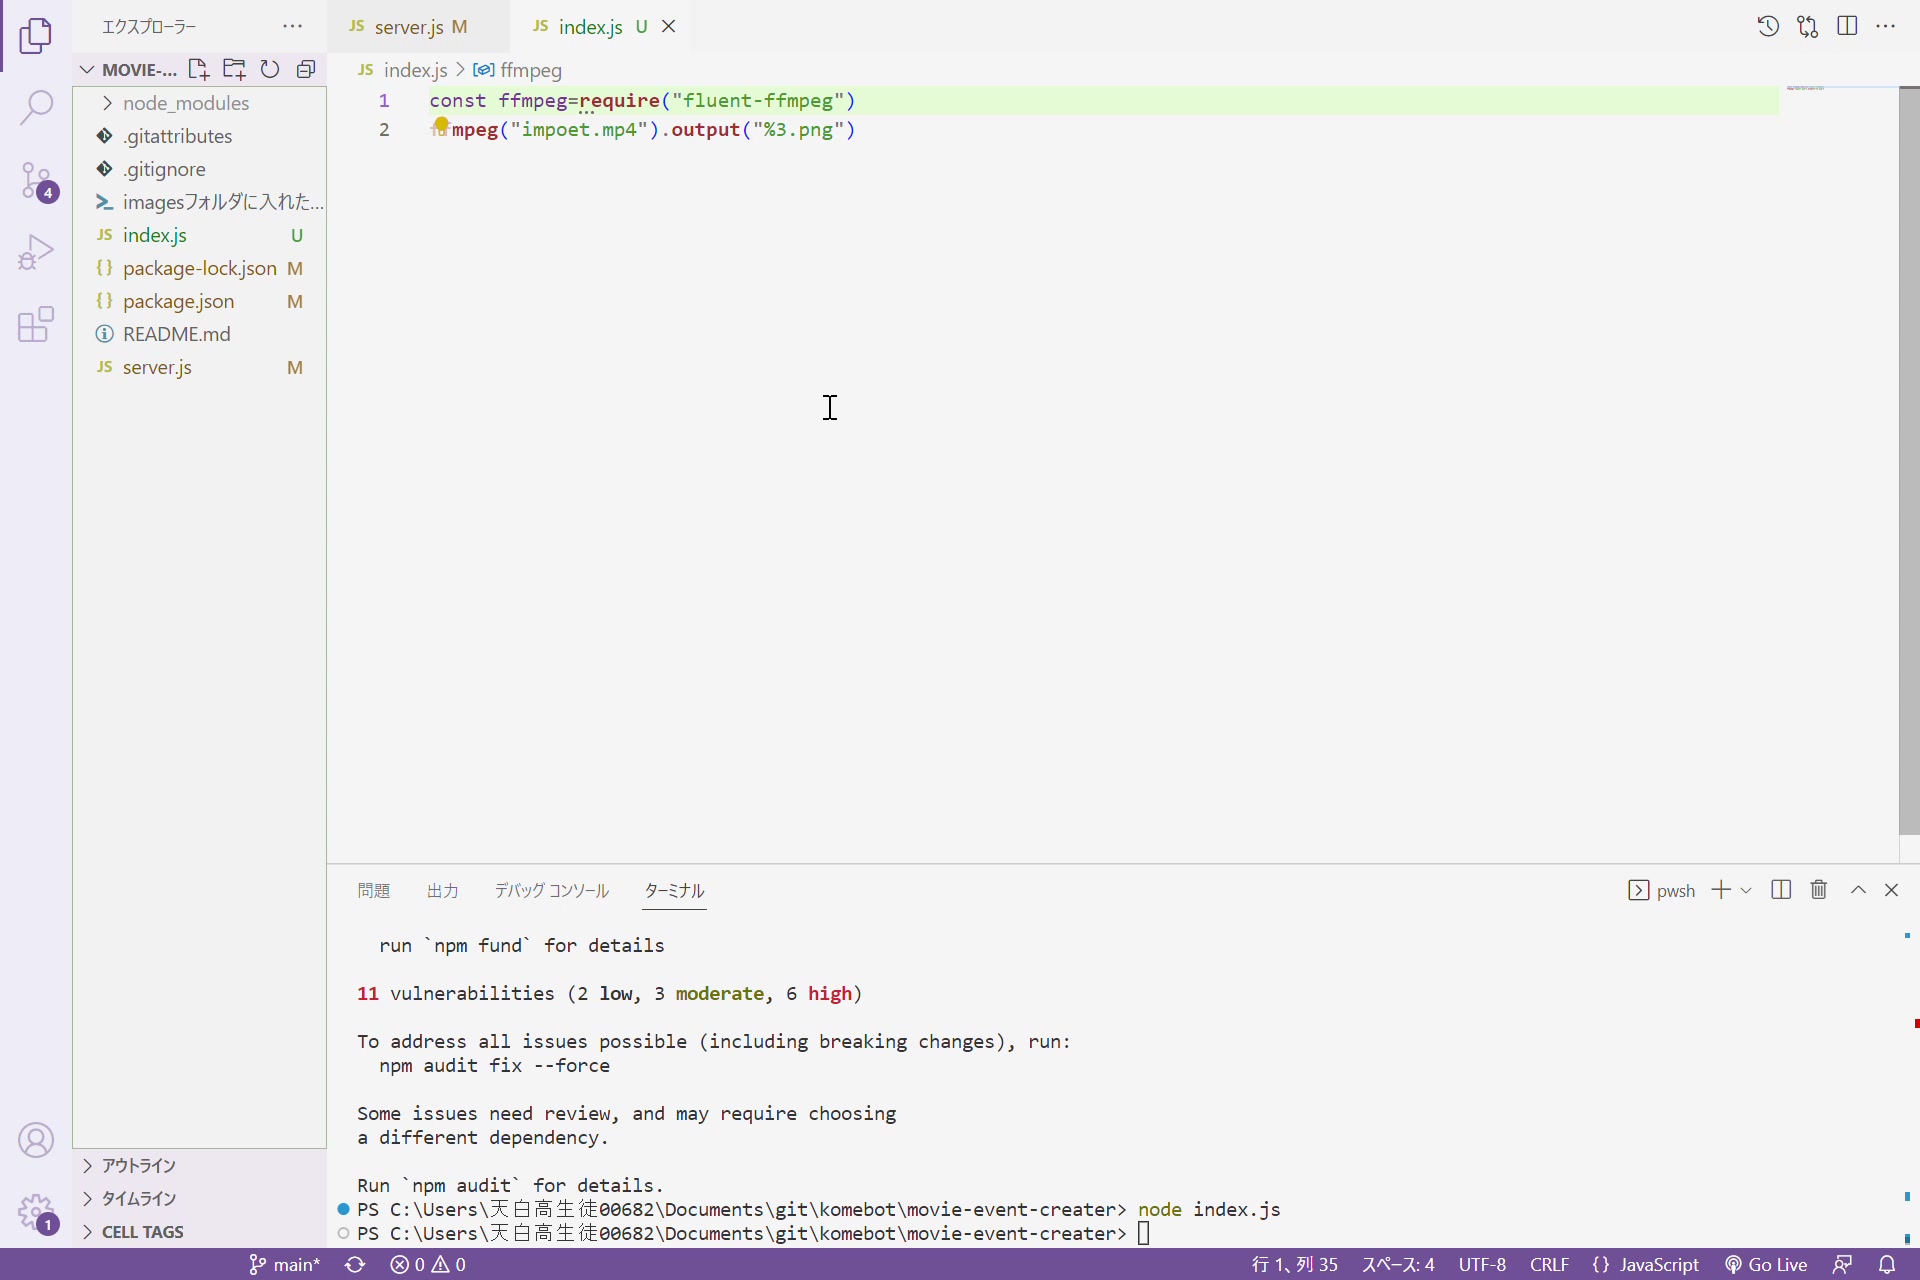 エクスプローラー
MOVIE-...
node_modules
.gitattributes
.gitignore
imagesフォルダに入れた...
JS index.js U
{} package-lock.json M
{} package.json M
README.md
JS server.js M
アウトライン
タイムライン
CELL TAGS
4
1
JS server.js M
JS index.js U
JS index.js > ffmpeg
1 const ffmpeg=require("fluent-ffmpeg")
2 ffmpeg("impoet.mp4").output("%3.png")
問題 出力 デバッグ コンソール ターミナル
pwsh
run `npm fund` for details
11 vulnerabilities (2 low, 3 moderate, 6 high)
To address all issues possible (including breaking changes), run:
npm audit fix --force
Some issues need review, and may require choosing
a different dependency.
Run `npm audit` for details.
PS C:\Users\天白高生徒00682\Documents\git\komebot\movie-event-creater> node index.js
PS C:\Users\天白高生徒00682\Documents\git\komebot\movie-event-creater>
main* 0 0 行 1、列 35 スペース: 4 UTF-8 CRLF {} JavaScript Go Live